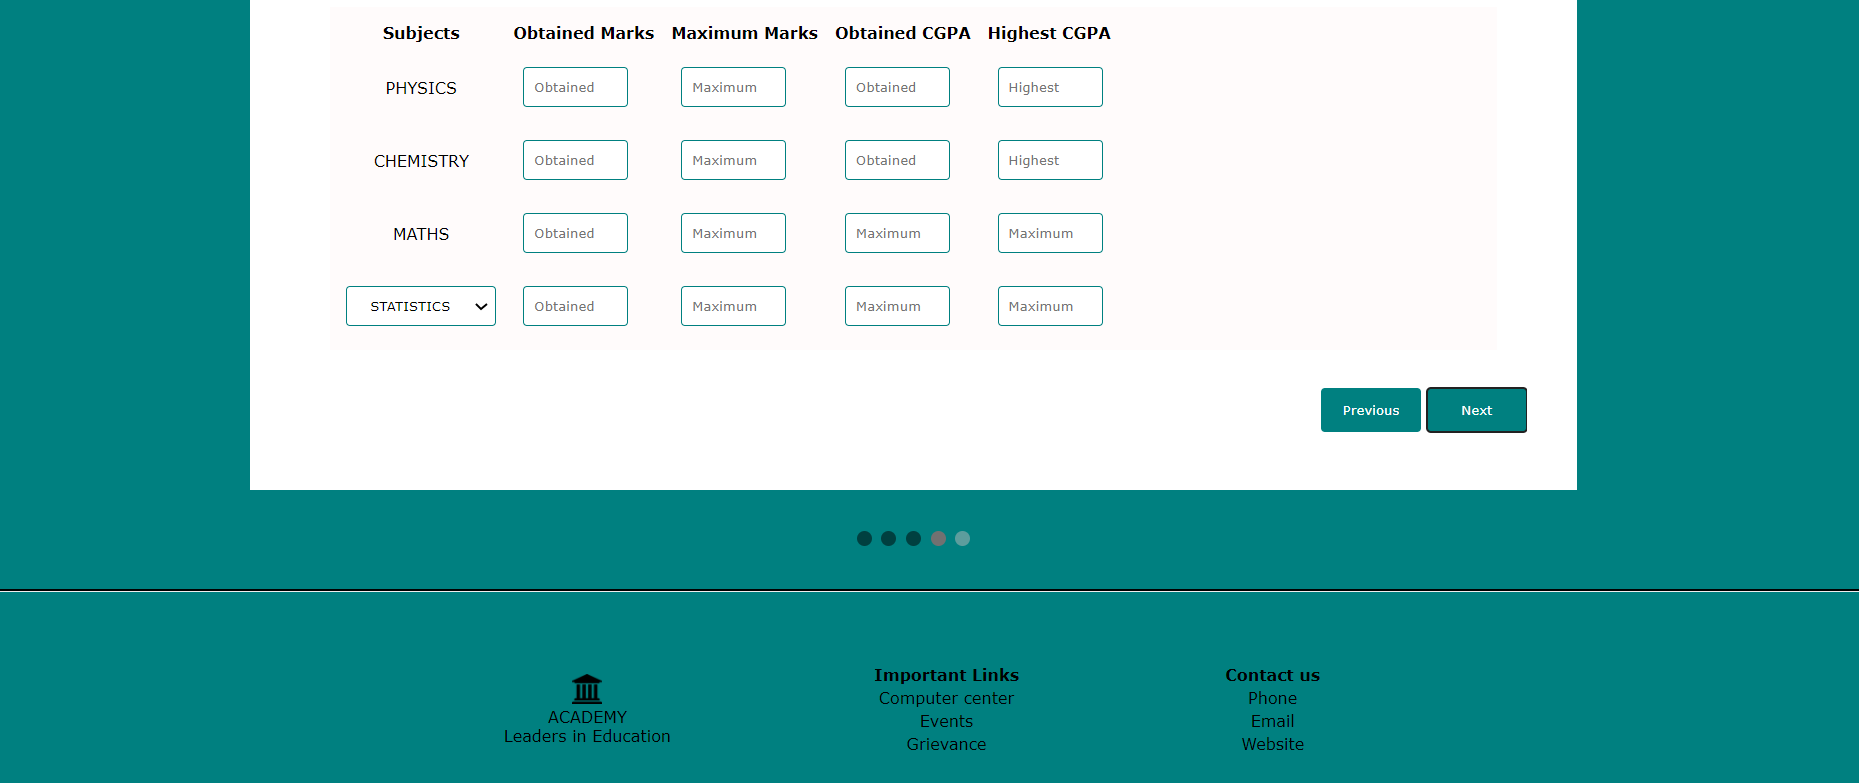 Subjects Obtained Marks Maximum Marks Obtained CGPA Highest CGPA
PHYSICS Obtained Maximum Obtained Highest
CHEMISTRY Obtained Maximum Obtained Highest
MATHS Obtained Maximum Maximum Maximum
STATISTICS Obtained Maximum Maximum Maximum
Previous Next
ACADEMY
Leaders in Education
Important Links
Computer center
Events
Grievance
Contact us
Phone
Email
Website